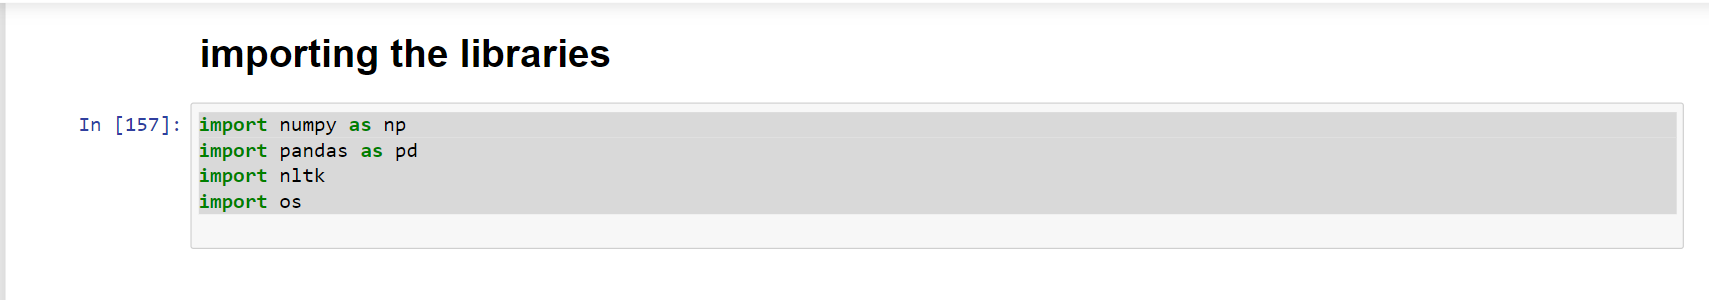 importing the libraries
In [157]: import numpy as np
import pandas as pd
import nltk
import os